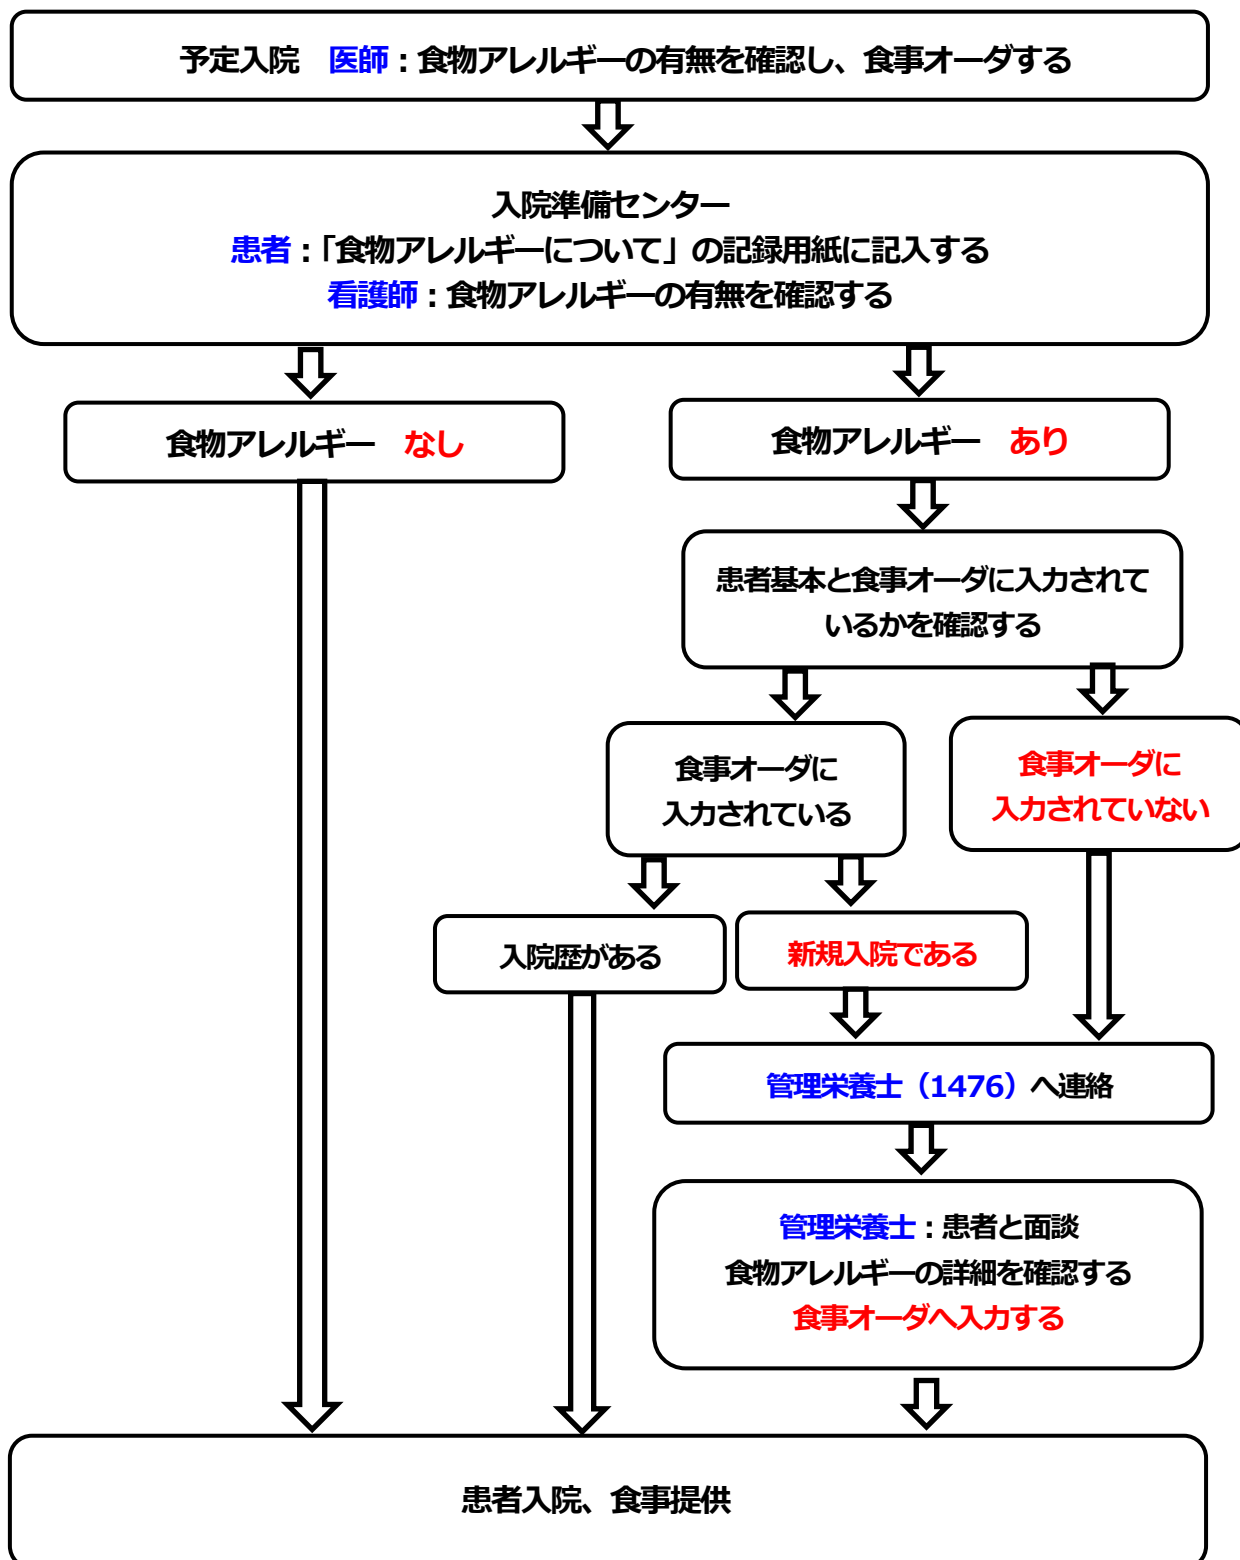 予定入院　医師：食物アレルギーの有無を確認し、食事オーダする
入院準備センター
患者：「食物アレルギーについて」の記録用紙に記入する
看護師：食物アレルギーの有無を確認する
食物アレルギー　なし
食物アレルギー　あり
患者基本と食事オーダに入力されて
いるかを確認する
食事オーダに
入力されている
食事オーダに
入力されていない
入院歴がある
新規入院である
管理栄養士（1476）へ連絡
管理栄養士：患者と面談
食物アレルギーの詳細を確認する
食事オーダへ入力する
患者入院、食事提供